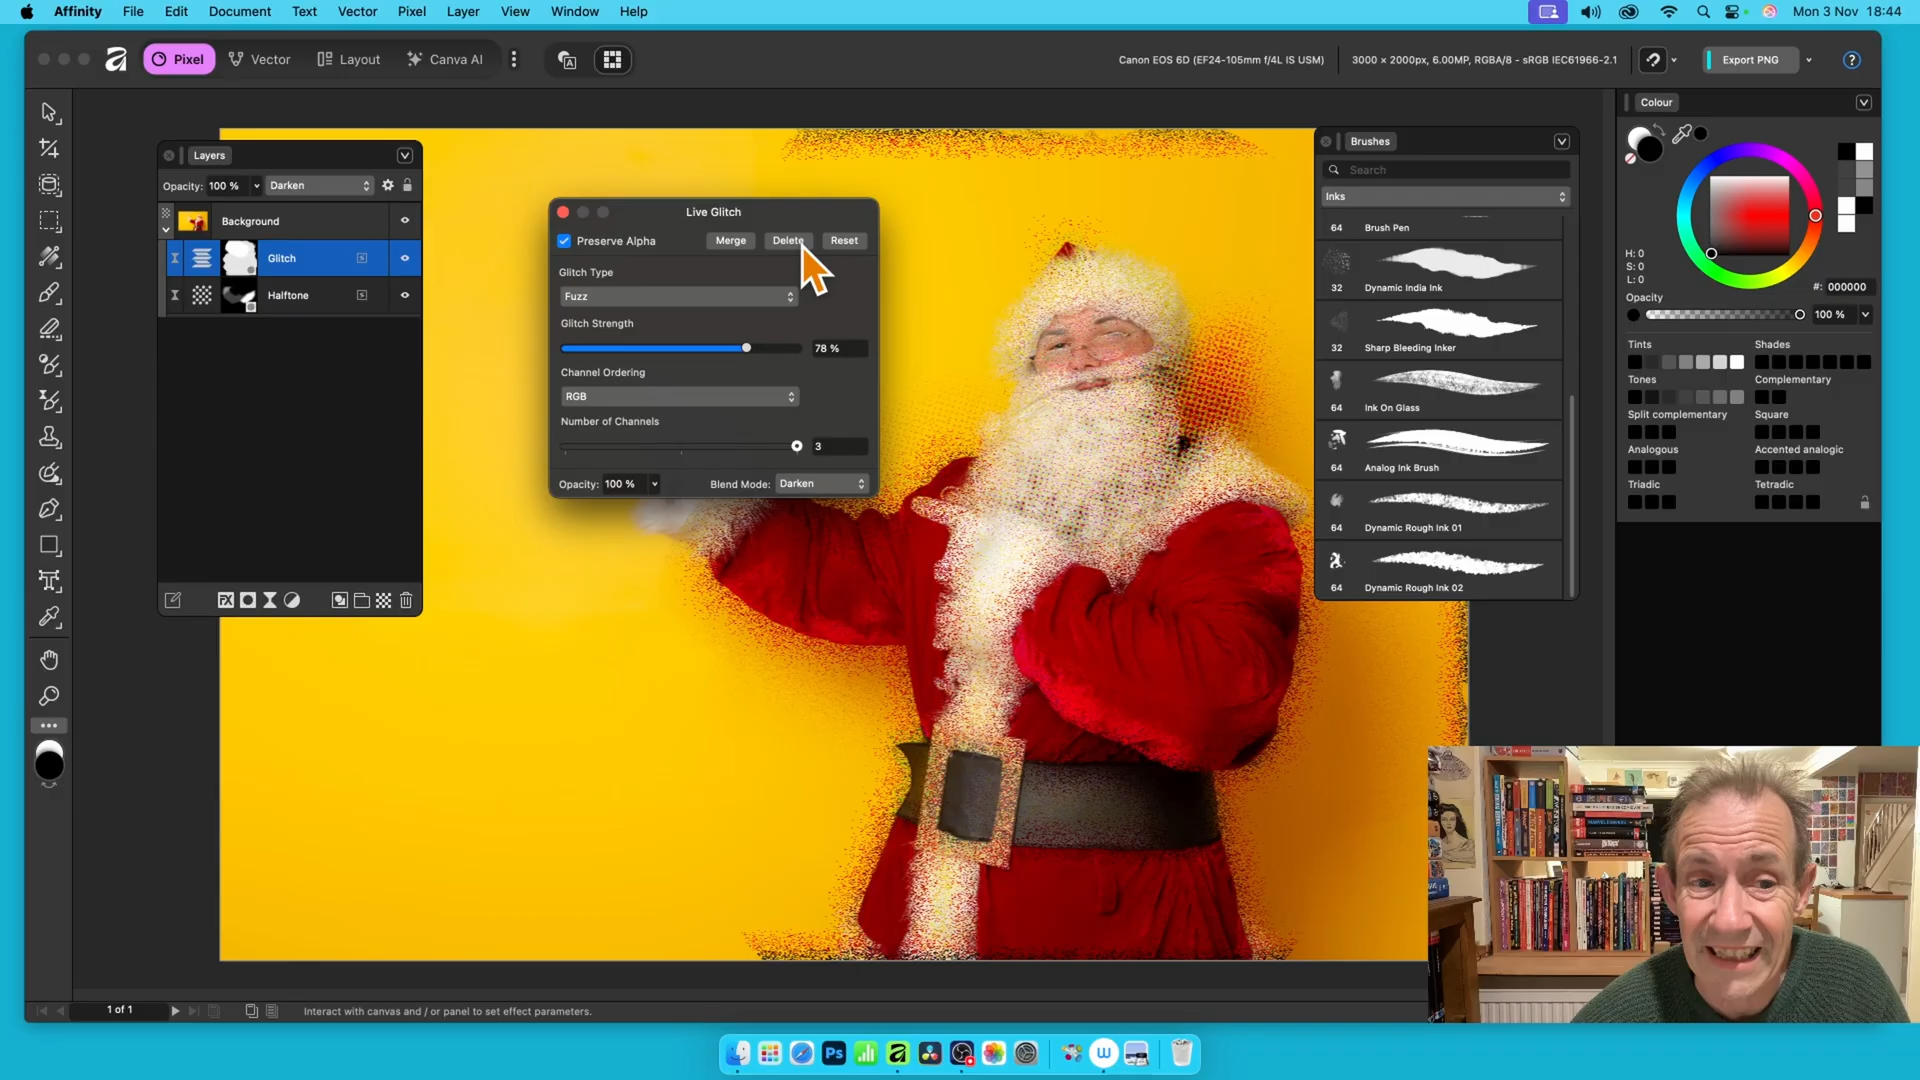 Affinity File Edit Document Text Vector Pixel Layer View Window Help Mon 3 Nov 18:44
Pixel Vector Layout Canva AI Canon EOS 6D (EF24-105mm f/4L IS USM) 3000 × 2000px, 6.00MP, RGBA/8 - sRGB IEC61966-2.1 Export PNG ?
Layers
Opacity: 100 % Darken
Background
Glitch
Halftone
Live Glitch
Preserve Alpha Merge Delete Reset
Glitch Type
Fuzz
Glitch Strength
78 %
Channel Ordering
RGB
Number of Channels
3
Opacity: 100 % Blend Mode: Darken
Brushes
Search
Inks
64 Brush Pen
32 Dynamic India Ink
32 Sharp Bleeding Inker
64 Ink On Glass
64 Analog Ink Brush
64 Dynamic Rough Ink 01
64 Dynamic Rough Ink 02
Colour
H: 0
S: 0
L: 0
#: 000000
Opacity
100 %
Tints Shades
Tones Complementary
Split complementary Square
Analogous Accented analogic
Triadic Tetradic
1 of 1 Interact with canvas and / or panel to set effect parameters.
Ps